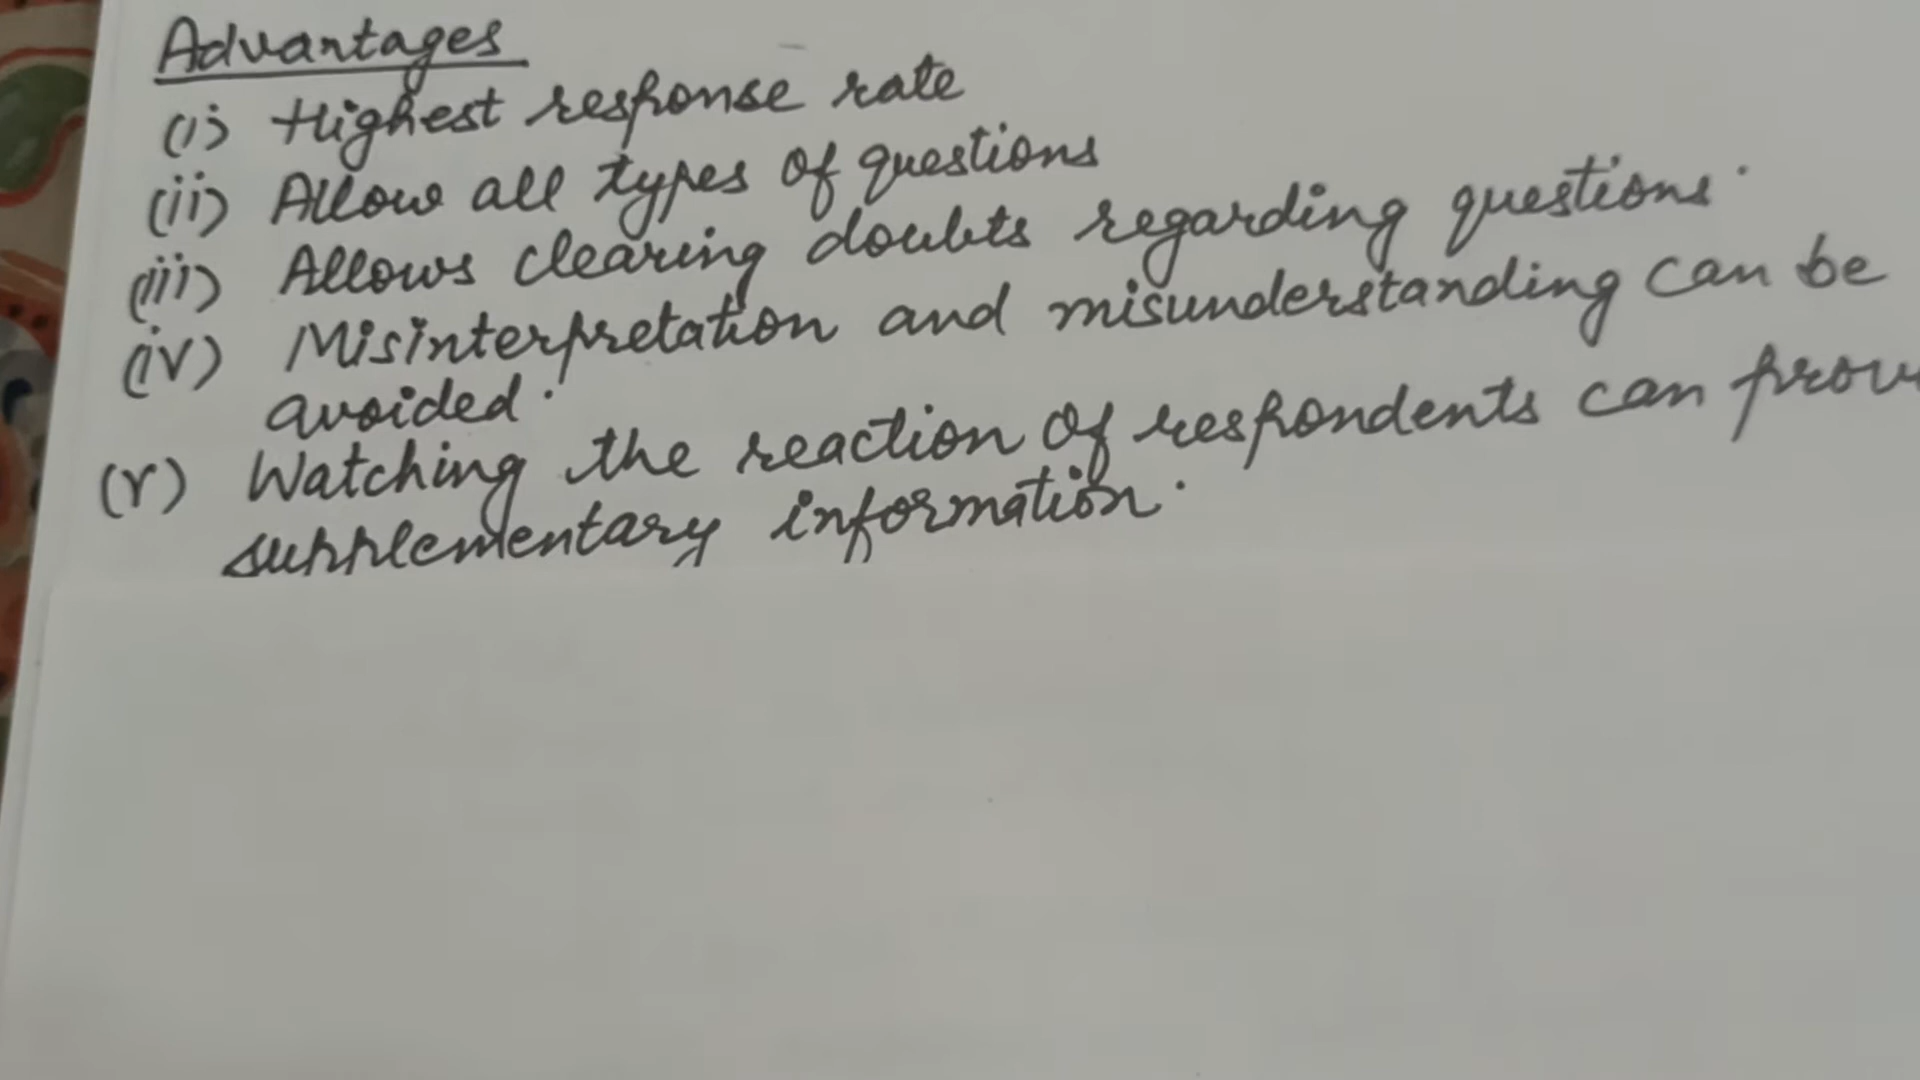 Advantages
(i) Highest response rate
(ii) Allow all types of questions
(iii) Allows clearing doubts regarding questions.
(iv) Misinterpretation and misunderstanding can be
avoided.
(v) Watching the reaction of respondents can
supplementary information.